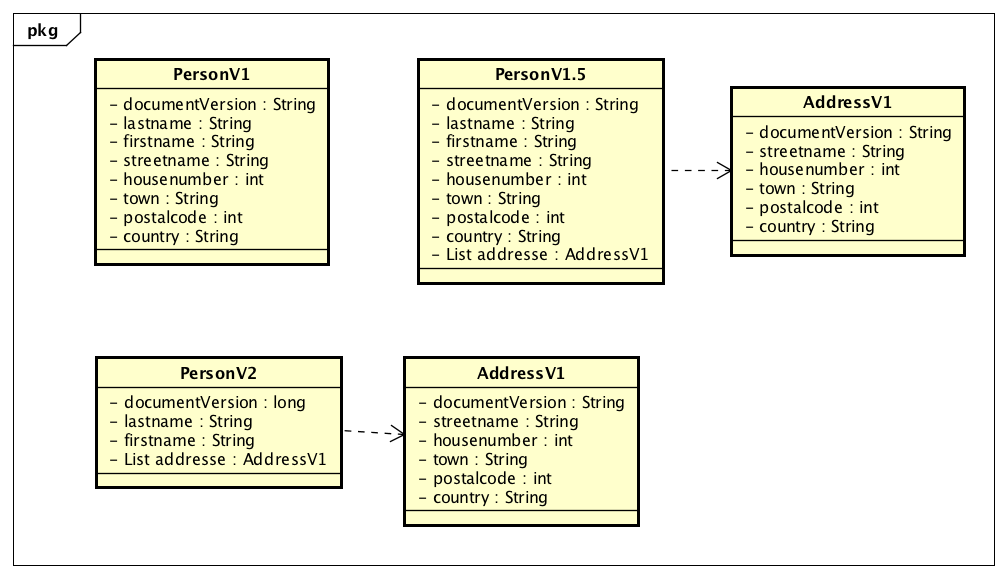 pkg
PersonV1
- documentVersion : String
- lastname : String
- firstname : String
- streetname : String
- housenumber : int
- town : String
- postalcode : int
- country : String
PersonV1.5
- documentVersion : String
- lastname : String
- firstname : String
- streetname : String
- housenumber : int
- town : String
- postalcode : int
- country : String
- List addresse : AddressV1
AddressV1
- documentVersion : String
- streetname : String
- housenumber : int
- town : String
- postalcode : int
- country : String
PersonV2
- documentVersion : long
- lastname : String
- firstname : String
- List addresse : AddressV1
AddressV1
- documentVersion : String
- streetname : String
- housenumber : int
- town : String
- postalcode : int
- country : String